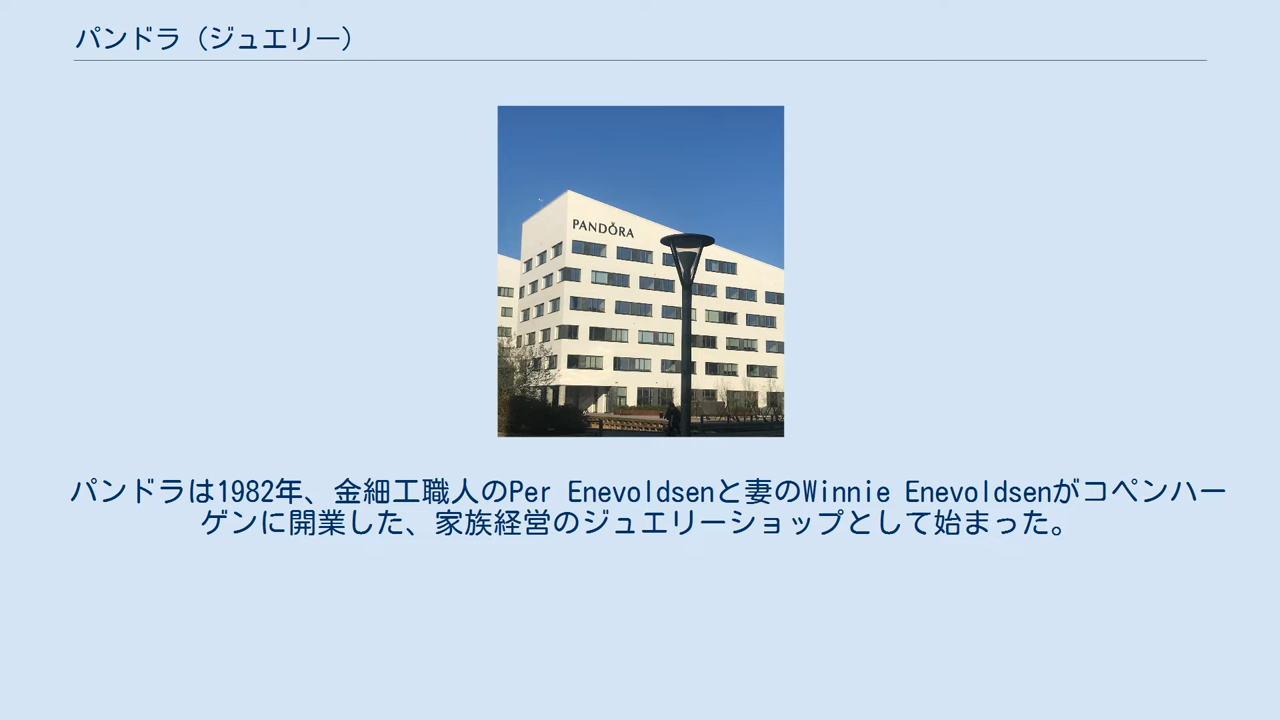 パンドラ（ジュエリー）
PANDÖRA
パンドラは1982年、金細工職人のPer Enevoldsenと妻のWinnie Enevoldsenがコペンハー
ゲンに開業した、家族経営のジュエリーショップとして始まった。